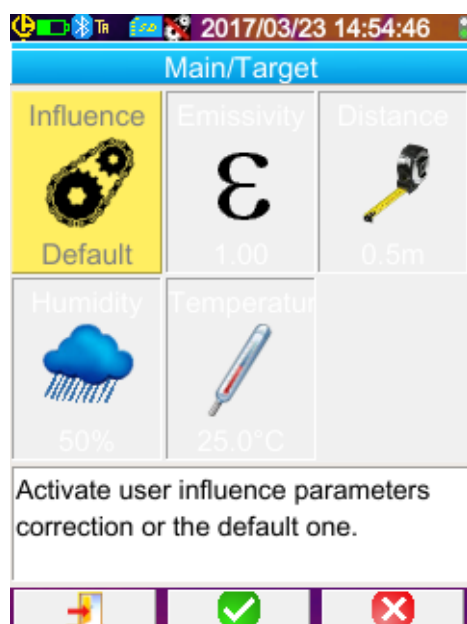 TA 2017/03/23 14:54:46
Main/Target
Influence Emissivity Distance
ε
Default 1.00 0.5m
Humidity Temperatur
50% 25.0°C
Activate user influence parameters
correction or the default one.